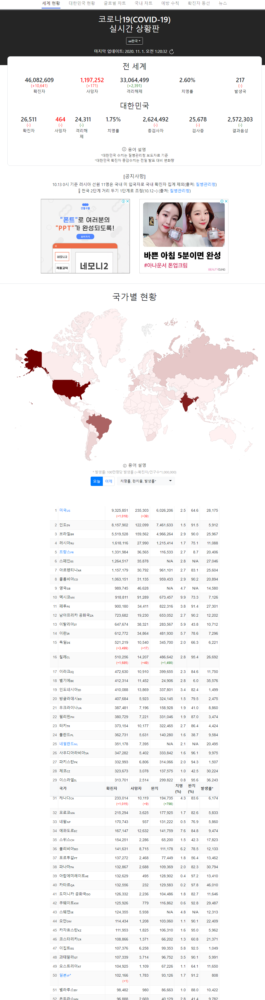 세계 현황 대한민국 현황 글로벌 차트 국내 차트 예방 수칙 확진자 동선 뉴스
코로나19(COVID-19)
실시간 상황판
KR한국
마지막 업데이트: 2020. 11. 1. 오전 1:20:32
전 세계
46,082,609 1,197,252 33,064,499 2.60% 217
(+10,641) (+171) (+2,391) (-)
확진자 사망자 격리해제 치명률 발생국
대한민국
26,511 464 24,311 1.75% 2,624,492 25,678 2,572,303
(-) (-) (-) (-) (-) (-)
확진자 사망자 격리해 치명률 총검사자 검사중 결과음성
제
용어 설명
*대한민국 수치는 질병관리청 보도자료 기준
*대한민국 확진자 증감수치는 전일 발표 대비 변화량
[공지사항]
10.13 0시 기준 러시아 선원 11명은 국내 미 입국자로 국내 확진자 집계 제외(출처: 질병관리청)
전국 2단계 거리 두기 1단계로 조정(10.12~) (출처: 질병관리청)
산돌구름
"폰트"로 여러분의
"PPT"가 완성되도록!
보러가기
네모니2
격동고딕
네모니2
바쁜 아침 5분이면 완성
#아나운서 톤업크림
BEAUTYOUNG
국가별 현황
용어 설명
* 발생률: 100만명당 발생률 (=확진자/인구수*1,000,000)
오늘 어제 치명률, 완치율, 발생률*
1 미국US 9,325,851 235,303 6,026,206 2.5 64.6 28,175
(+1,018) (+39)
2 인도IN 8,157,902 122,099 7,461,633 1.5 91.5 5,912
3 브라질BR 5,519,528 159,562 4,966,264 2.9 90.0 25,967
4 러시아RU 1,618,116 27,990 1,215,414 1.7 75.1 11,088
5 프랑스FR 1,331,984 36,565 116,533 2.7 8.7 20,406
6 스페인ES 1,264,517 35,878 N/A 2.8 N/A 27,046
7 아르헨티나AR 1,157,179 30,792 961,101 2.7 83.1 25,604
8 콜롬비아CO 1,063,151 31,135 959,433 2.9 90.2 20,894
9 영국GB 989,745 46,628 N/A 4.7 N/A 14,580
10 멕시코MX 918,811 91,289 673,457 9.9 73.3 7,126
11 페루PE 900,180 34,411 822,316 3.8 91.4 27,301
12 남아프리카 공화국ZA 723,682 19,230 653,052 2.7 90.2 12,202
13 이탈리아IT 647,674 38,321 283,567 5.9 43.8 10,712
14 이란IR 612,772 34,864 481,930 5.7 78.6 7,296
15 독일DE 521,219 10,540 345,700 2.0 66.3 6,221
(+3,499) (+17)
16 칠레CL 510,256 14,207 486,642 2.8 95.4 26,692
(+1,685) (+49) (+1,490)
17 이라크IQ 472,630 10,910 399,655 2.3 84.6 11,750
18 벨기에BE 412,314 11,452 24,906 2.8 6.0 35,576
19 인도네시아ID 410,088 13,869 337,801 3.4 82.4 1,499
20 방글라데시BD 407,684 5,923 324,145 1.5 79.5 2,475
21 우크라이나UA 387,481 7,196 158,928 1.9 41.0 8,860
22 필리핀PH 380,729 7,221 331,046 1.9 87.0 3,474
23 터키TR 373,154 10,177 322,465 2.7 86.4 4,424
24 폴란드PL 362,731 5,631 140,280 1.6 38.7 9,584
25 네덜란드NL 351,178 7,395 N/A 2.1 N/A 20,495
26 사우디아라비아SA 347,282 5,402 333,842 1.6 96.1 9,975
27 파키스탄PK 332,993 6,806 314,066 2.0 94.3 1,507
28 체코CZ 323,673 3,078 137,575 1.0 42.5 30,224
29 이스라엘IL 313,701 2,514 299,822 0.8 95.6 36,243
국가 확진자 사망자 완치 치명(%) 완치(%) 발생률*
31 캐나다CA 233,014 10,119 194,735 4.3 83.6 6,174
(+1,015) (+9) (+798)
32 모로코MA 215,294 3,625 177,925 1.7 82.6 5,833
33 네팔NP 170,743 937 131,222 0.5 76.9 5,860
34 에콰도르EC 167,147 12,632 141,759 7.6 84.8 9,474
35 스위스CH 154,251 2,286 65,200 1.5 42.3 17,823
36 볼리비아BO 141,631 8,715 111,178 6.2 78.5 12,133
37 포르투갈PT 137,272 2,468 77,449 1.8 56.4 13,462
38 파나마PA 132,867 2,688 109,369 2.0 82.3 30,794
39 아랍에미레이트AE 132,629 495 128,902 0.4 97.2 13,410
40 카타르QA 132,556 232 129,583 0.2 97.8 46,010
41 도미니카 공화국DO 126,332 2,236 104,486 1.8 82.7 11,646
42 쿠웨이트KW 125,926 779 116,862 0.6 92.8 29,487
43 스웨덴SE 124,355 5,938 N/A 4.8 N/A 12,313
44 오만OM 114,434 1,208 103,060 1.1 90.1 22,409
45 카자흐스탄KZ 111,953 1,825 106,310 1.6 95.0 5,962
46 코스타리카CR 108,866 1,371 66,202 1.3 60.8 21,371
47 이집트EG 107,376 6,258 99,353 5.8 92.5 1,049
48 과테말라GT 107,339 3,714 96,752 3.5 90.1 5,991
49 오스트리아AT 104,925 1,109 67,226 1.1 64.1 11,650
50 일본JP* 102,166 1,783 93,126 1.7 91.2 808
(+1)
51 벨라루스BY 98,482 980 86,663 1.0 88.0 10,422
52 온두라스HN 96,888 2,669 40,129 2.8 41.4 9,782